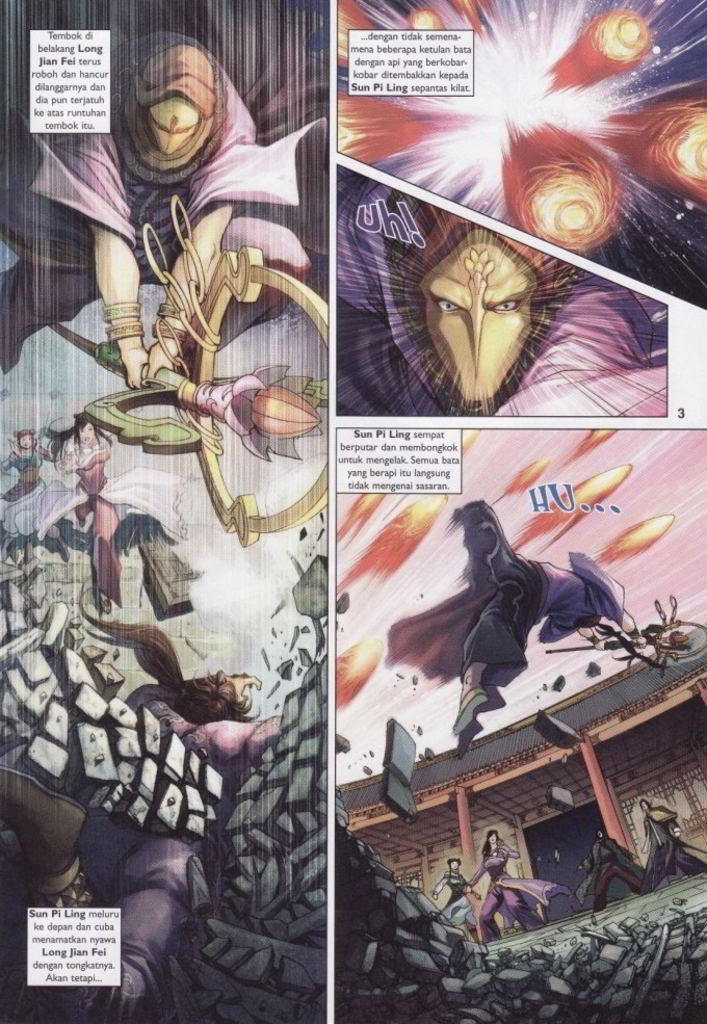 Tembok di
belakang Long
Jian Fei terus
roboh dan hancur
dilanggarnya dan
dia pun terjatuh
ke atas runtuhan
tembok itu.
Sun Pi Ling meluru
ke depan dan cuba
menamatkan nyawa
Long Jian Fei
dengan tongkatnya.
Akan tetapi...
...dengan tidak semena-
mena beberapa ketulan bata
dengan api yang berkobar-
kobar ditembakkan kepada
Sun Pi Ling sepantas kilat.
Uh!
3
Sun Pi Ling sempat
berputar dan membongkok
untuk mengelak. Semua bata
yang berapi itu langsung
tidak mengenai sasaran.
HU...